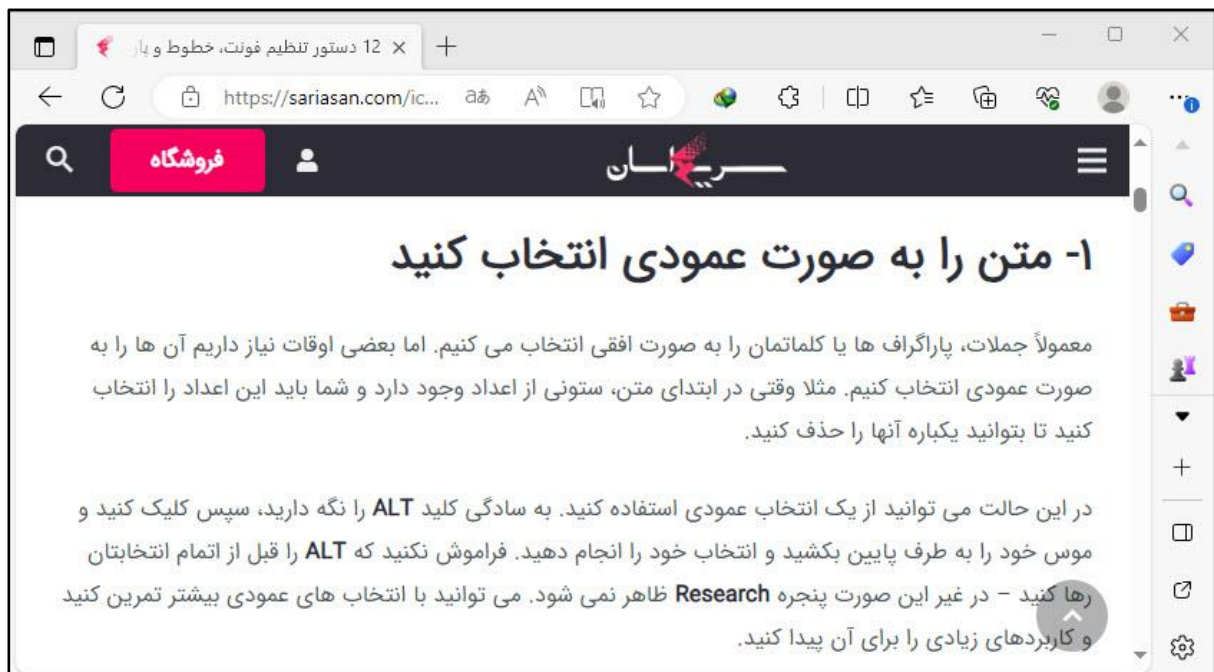 12 دستور تنظیم فونت، خطوط و پار
https://sariasan.com/ic...
فروشگاه
سریاسان
۱- متن را به صورت عمودی انتخاب کنید
معمولاً جملات، پاراگراف ها یا کلماتمان را به صورت افقی انتخاب می کنیم. اما بعضی اوقات نیاز داریم آن ها را به
صورت عمودی انتخاب کنیم. مثلا وقتی در ابتدای متن، ستونی از اعداد وجود دارد و شما باید این اعداد را انتخاب
کنید تا بتوانید یکباره آنها را حذف کنید.
در این حالت می توانید از یک انتخاب عمودی استفاده کنید. به سادگی کلید ALT را نگه دارید، سپس کلیک کنید و
موس خود را به طرف پایین بکشید و انتخاب خود را انجام دهید. فراموش نکنید که ALT را قبل از اتمام انتخابتان
رها کنید – در غیر این صورت پنجره Research ظاهر نمی شود. می توانید با انتخاب های عمودی بیشتر تمرین کنید
و کاربردهای زیادی را برای آن پیدا کنید.